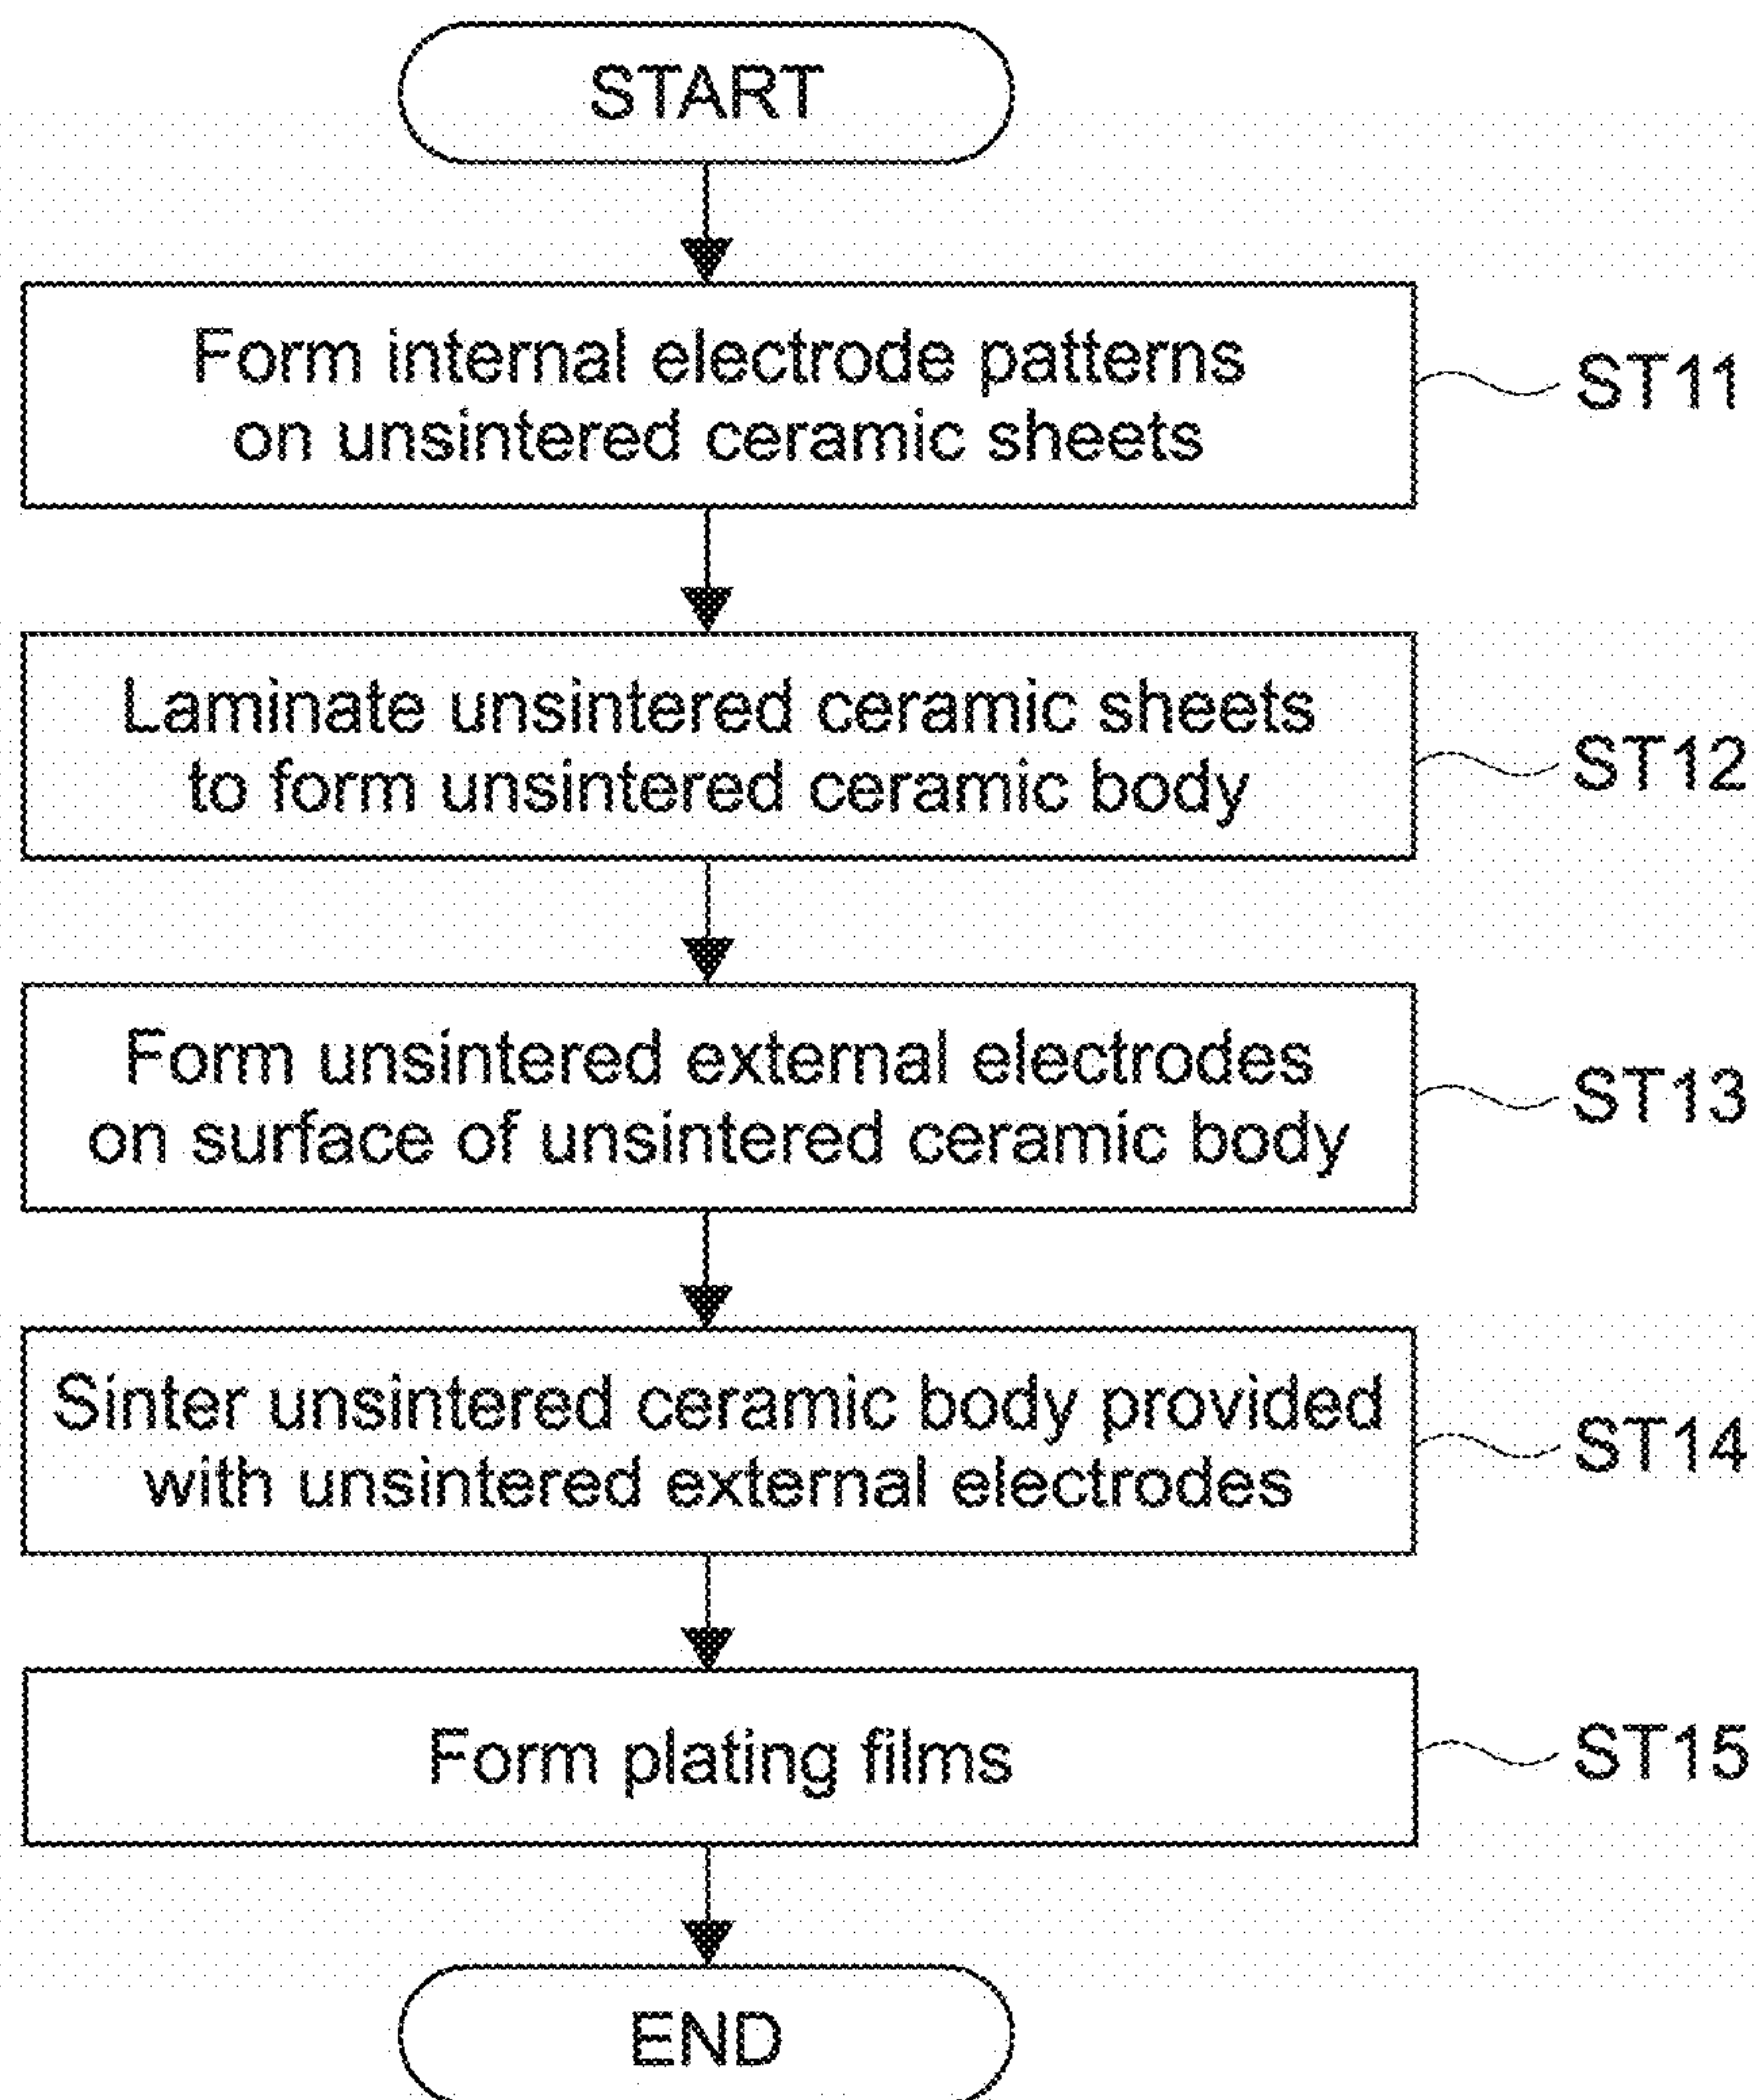 START
Form internal electrode patterns
on unsintered ceramic sheets
ST11
Laminate unsintered ceramic sheets
to form unsintered ceramic body
ST12
Form unsintered external electrodes
on surface of unsintered ceramic body
ST13
Sinter unsintered ceramic body provided
with unsintered external electrodes
ST14
Form plating films
ST15
END